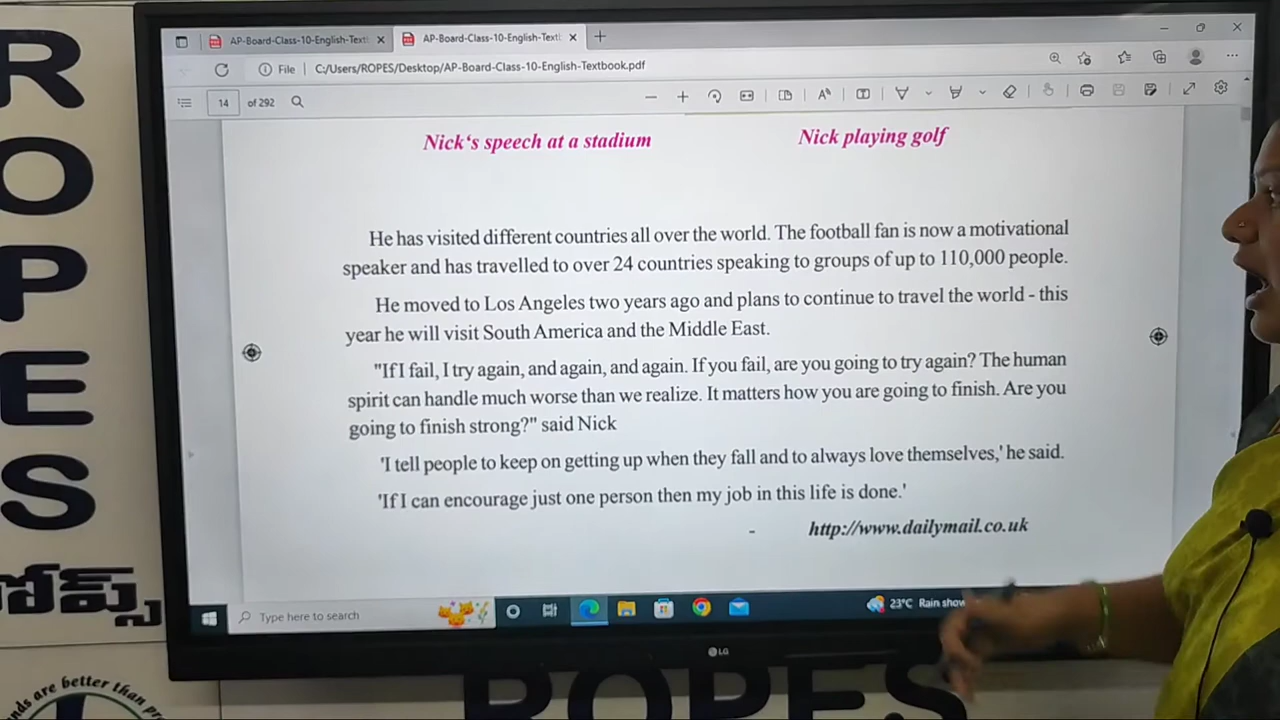 ROPES
రోప్స్
AP-Board-Class-10-English-Text
AP-Board-Class-10-English-Text
File
C:/Users/ROPES/Desktop/AP-Board-Class-10-English-Textbook.pdf
14 of 292
Nick's speech at a stadium
Nick playing golf
He has visited different countries all over the world. The football fan is now a motivational
speaker and has travelled to over 24 countries speaking to groups of up to 110,000 people.
He moved to Los Angeles two years ago and plans to continue to travel the world - this
year he will visit South America and the Middle East.
"If I fail, I try again, and again, and again. If you fail, are you going to try again? The human
spirit can handle much worse than we realize. It matters how you are going to finish. Are you
going to finish strong?" said Nick
'I tell people to keep on getting up when they fall and to always love themselves,' he said.
'If I can encourage just one person then my job in this life is done.'
- http://www.dailymail.co.uk
Type here to search
23°C Rain show
LG
ROPES
are better than